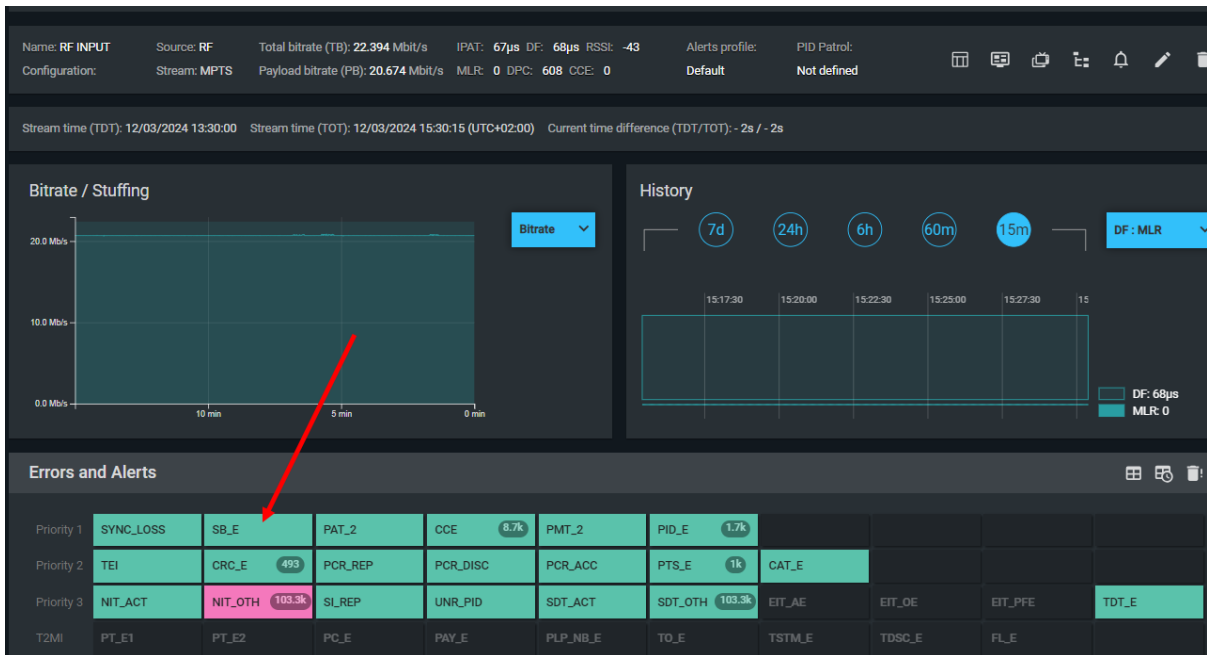 Name: RF INPUT Source: RF Total bitrate (TB): 22.394 Mbit/s IPAT: 67µs DF: 68µs RSSI: -43 Alerts profile: PID Patrol:
Configuration: Stream: MPTS Payload bitrate (PB): 20.674 Mbit/s MLR: 0 DPC: 608 CCE: 0 Default Not defined
Stream time (TDT): 12/03/2024 13:30:00 Stream time (TOT): 12/03/2024 15:30:15 (UTC+02:00) Current time difference (TDT/TOT): - 2s / - 2s
Bitrate / Stuffing
Bitrate
20.0 Mb/s
10.0 Mb/s
0.0 Mb/s
10 min 5 min 0 min
History
7d 24h 6h 60m 15m DF : MLR
15:17:30 15:20:00 15:22:30 15:25:00 15:27:30 15
DF: 68µs
MLR: 0
Errors and Alerts
Priority 1 SYNC_LOSS SB_E PAT_2 CCE 8.7k PMT_2 PID_E 1.7k
Priority 2 TEI CRC_E 493 PCR_REP PCR_DISC PCR_ACC PTS_E 1k CAT_E
Priority 3 NIT_ACT NIT_OTH 103.3k SI_REP UNR_PID SDT_ACT SDT_OTH 103.3k EIT_AE EIT_OE EIT_PFE TDT_E
T2MI PT_E1 PT_E2 PC_E PAY_E PLP_NB_E TO_E TSTM_E TDSC_E FL_E